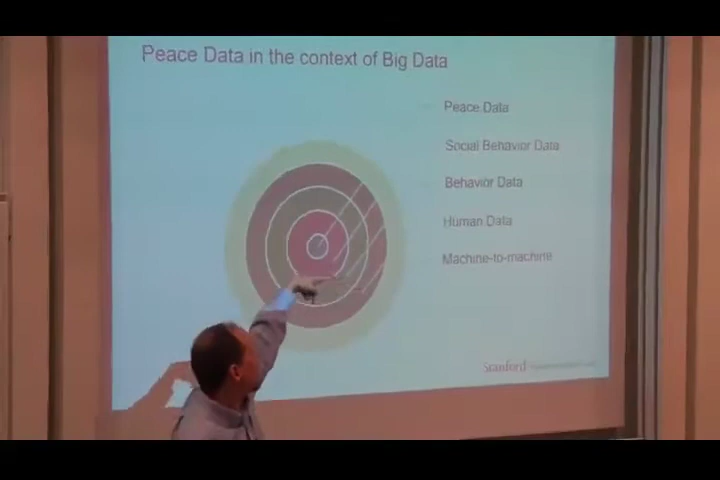 Peace Data in the context of Big Data
Peace Data
Social Behavior Data
Behavior Data
Human Data
Machine-to-machine
Stanford